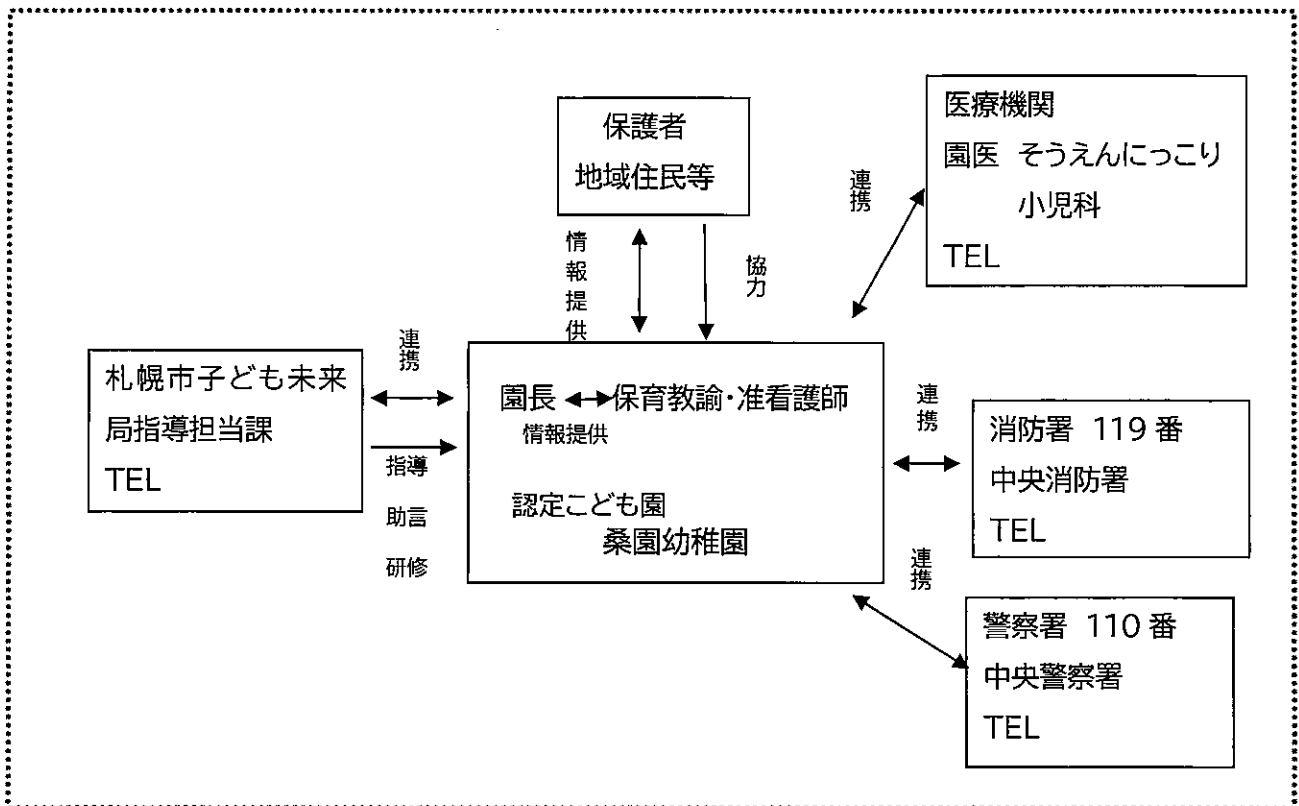 保護者
地域住民等
医療機関
園医 そうえんにっこり
小児科
TEL
連携
情報提供
協力
札幌市子ども未来
局指導担当課
TEL
連携
指導
助言
研修
園長 保育教諭・准看護師
情報提供
認定こども園
桑園幼稚園
連携
消防署 119 番
中央消防署
TEL
連携
警察署 110 番
中央警察署
TEL